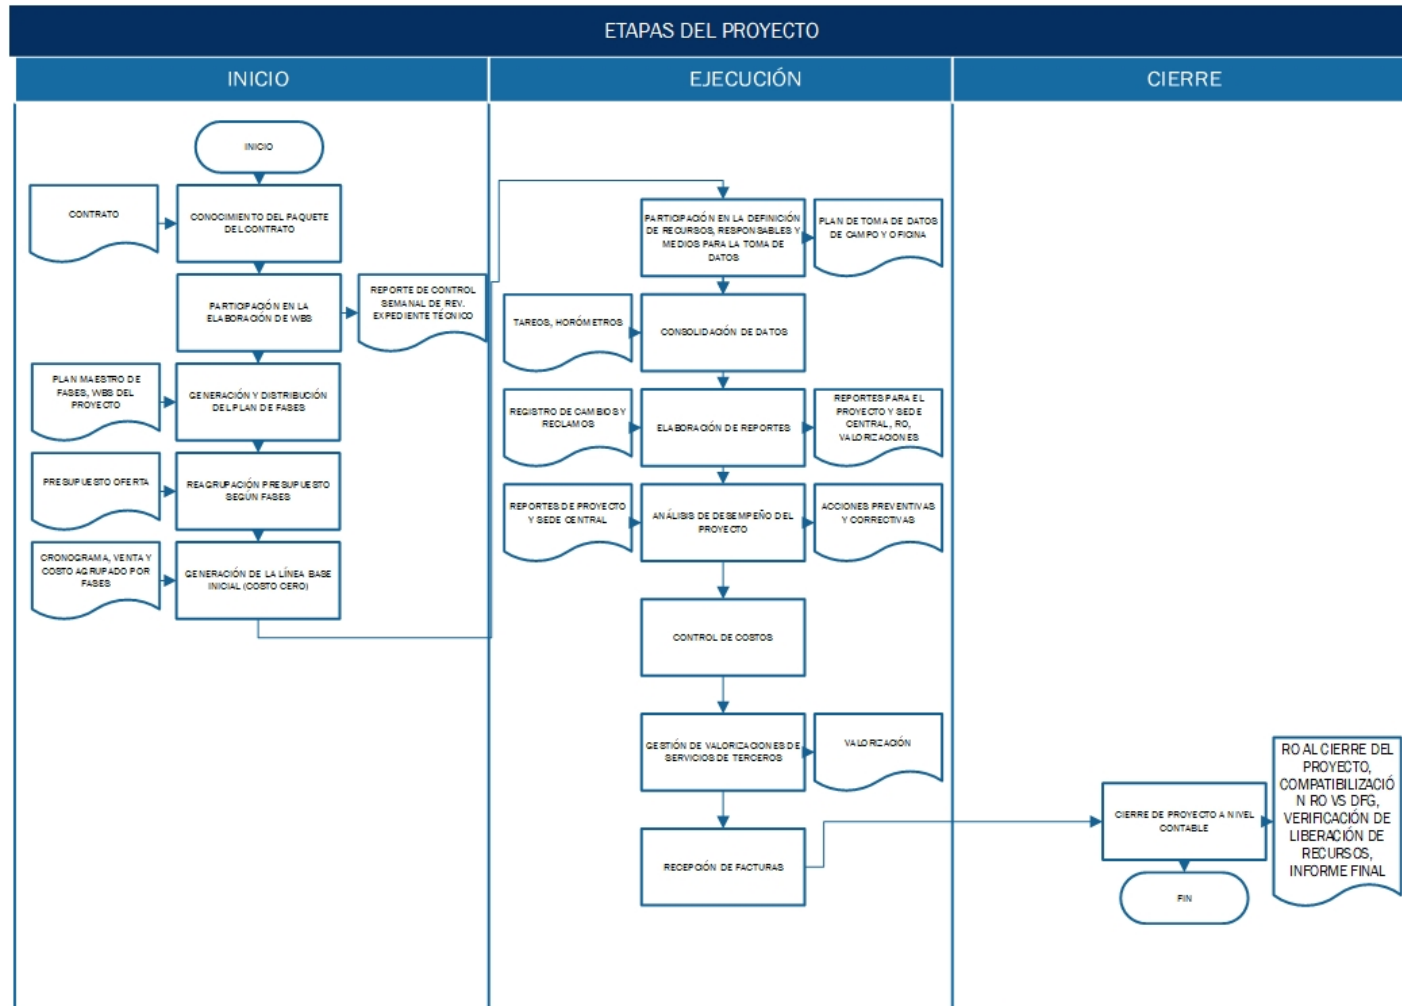 ETAPAS DEL PROYECTO
INICIO
EJECUCIÓN
CIERRE
INICIO
CONTRATO
CONOCIMIENTO DEL PAQUETE
DEL CONTRATO
PARTICIPACIÓN EN LA
ELABORACIÓN DE WBS
REPORTE DE CONTROL
SEMANAL DE REV.
EXPEDIENTE TÉCNICO
PLAN MAESTRO DE
FASES, WBS DEL
PROYECTO
GENERACIÓN Y DISTRIBUCIÓN
DEL PLAN DE FASES
PRESUPUESTO OFERTA
REAGRUPACIÓN PRESUPUESTO
SEGÚN FASES
CRONOGRAMA, VENTA Y
COSTO AGRUPADO POR
FASES
GENERACIÓN DE LA LÍNEA BASE
INICIAL (COSTO CERO)
PARTICIPACIÓN EN LA DEFINICIÓN
DE RECURSOS, RESPONSABLES Y
MEDIOS PARA LA TOMA DE
DATOS
PLAN DE TOMA DE DATOS
DE CAMPO Y OFICINA
TAREOS, HORÓMETROS
CONSOLIDACIÓN DE DATOS
REGISTRO DE CAMBIOS Y
RECLAMOS
ELABORACIÓN DE REPORTES
REPORTES PARA EL
PROYECTO Y SEDE
CENTRAL, RO,
VALORIZACIONES
REPORTES DE PROYECTO
Y SEDE CENTRAL
ANÁLISIS DE DESEMPEÑO DEL
PROYECTO
ACCIONES PREVENTIVAS
Y CORRECTIVAS
CONTROL DE COSTOS
GESTIÓN DE VALORIZACIONES DE
SERVICIOS DE TERCEROS
VALORIZACIÓN
RECEPCIÓN DE FACTURAS
CIERRE DE PROYECTO A NIVEL
CONTABLE
RO AL CIERRE DEL
PROYECTO,
COMPATIBILIZACIÓ
N RO VS DFG,
VERIFICACIÓN DE
LIBERACIÓN DE
RECURSOS,
INFORME FINAL
FIN